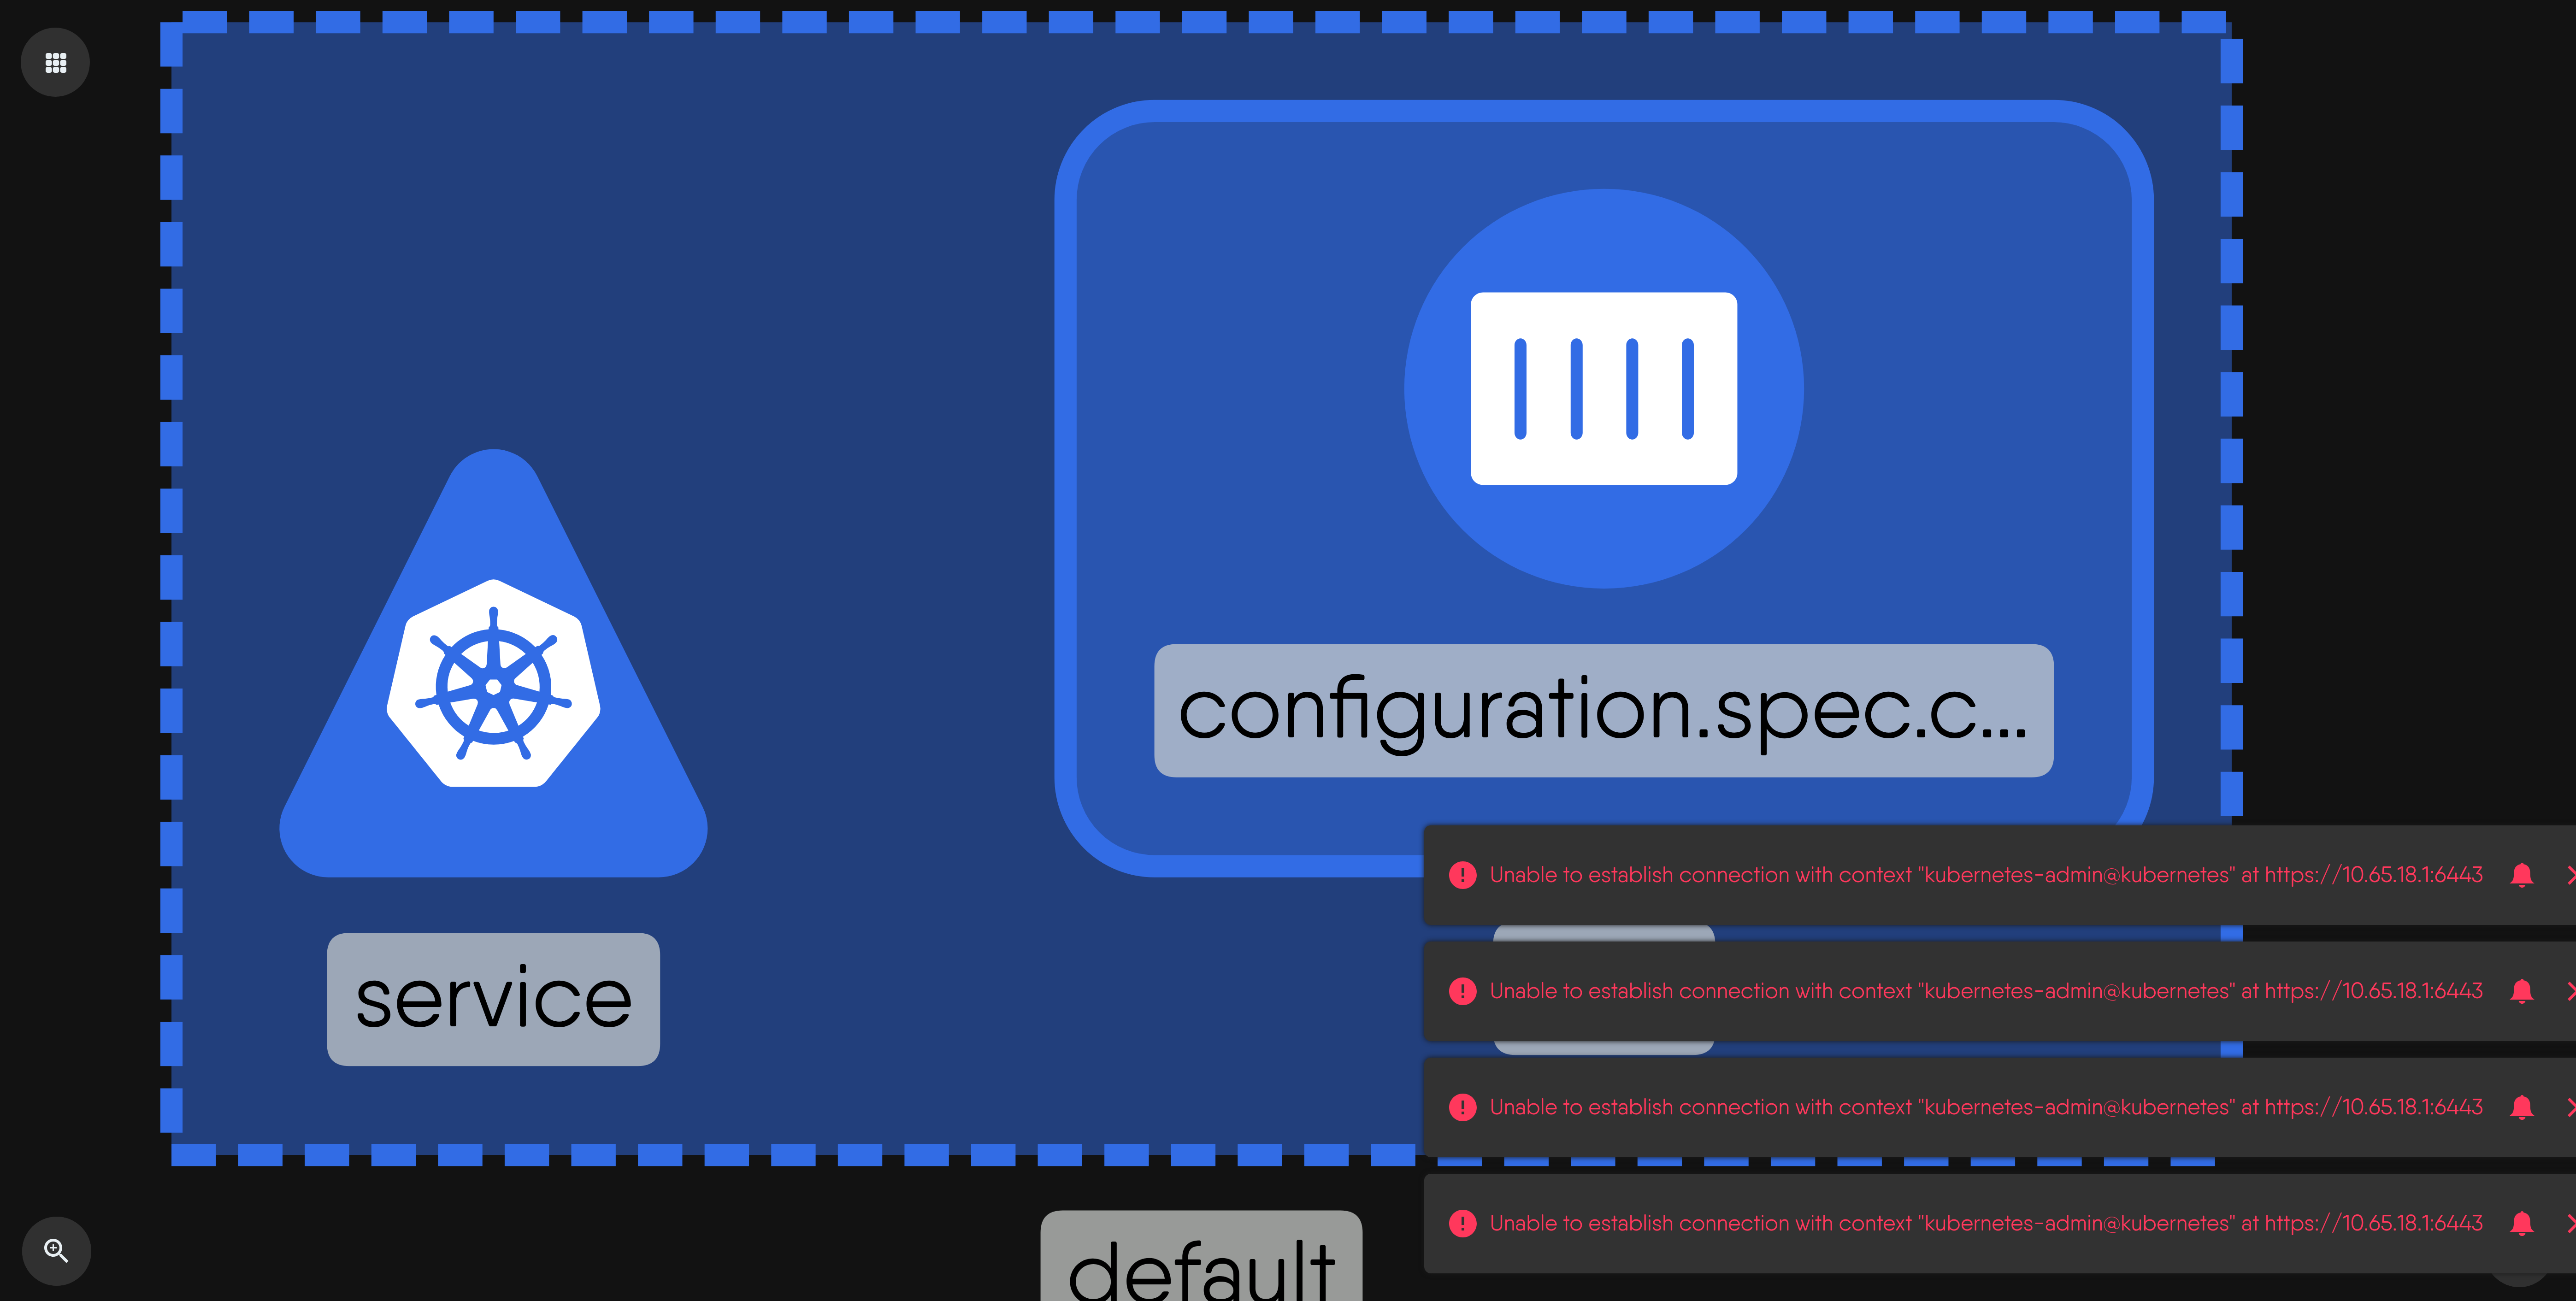 configuration.spec.c...
service
Unable to establish connection with context "kubernetes-admin@kubernetes" at https://10.65.18.1:6443
Unable to establish connection with context "kubernetes-admin@kubernetes" at https://10.65.18.1:6443
Unable to establish connection with context "kubernetes-admin@kubernetes" at https://10.65.18.1:6443
Unable to establish connection with context "kubernetes-admin@kubernetes" at https://10.65.18.1:6443
default